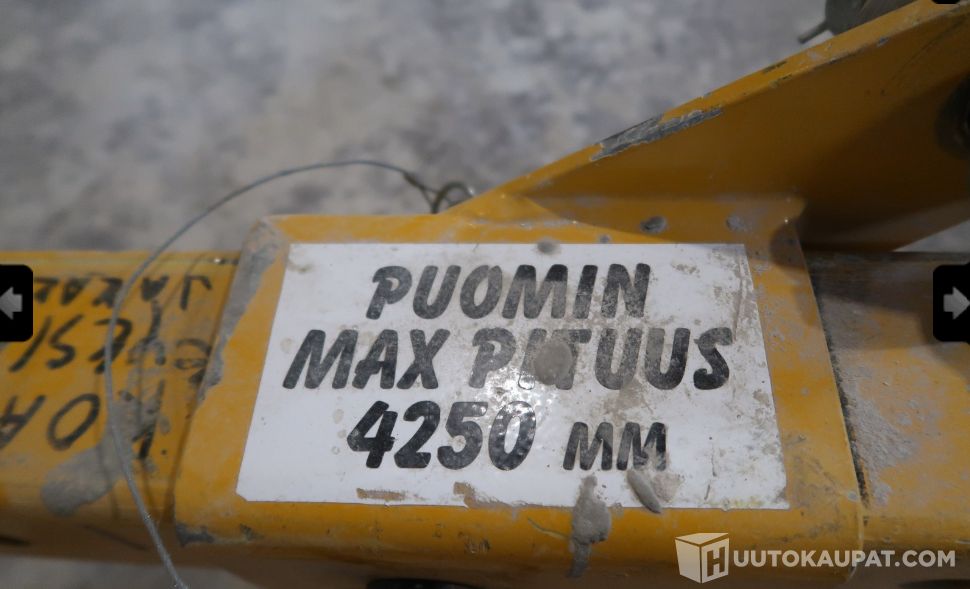 PUOMIN
MAX PITUUS
4250 MM
HUUTOKAUPAT.COM